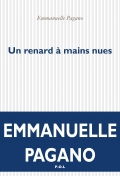 Emmanuelle Pagano
Un renard à mains nues
EMMANUELLE
PAGANO
P.O.L